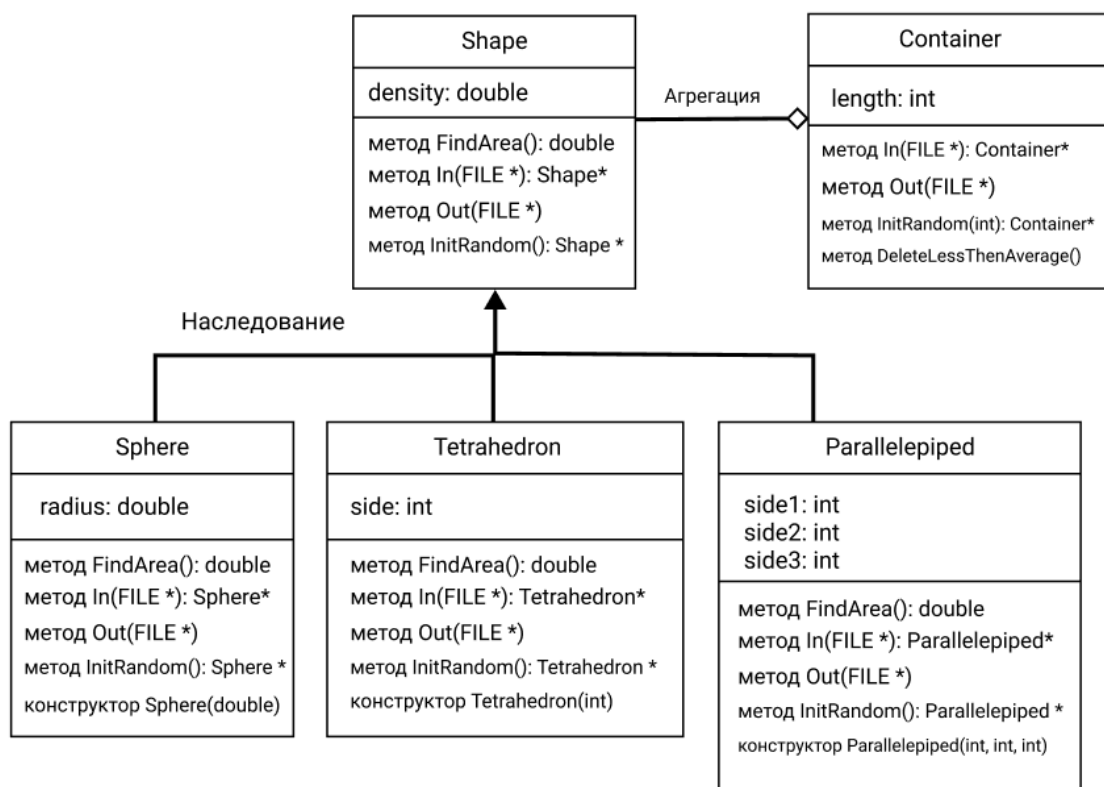 Shape
density: double
метод FindArea(): double
метод In(FILE *): Shape*
метод Out(FILE *)
метод InitRandom(): Shape *
Агрегация
Container
length: int
метод In(FILE *): Container*
метод Out(FILE *)
метод InitRandom(int): Container*
метод DeleteLessThenAverage()
Наследование
Sphere
radius: double
метод FindArea(): double
метод In(FILE *): Sphere*
метод Out(FILE *)
метод InitRandom(): Sphere *
конструктор Sphere(double)
Tetrahedron
side: int
метод FindArea(): double
метод In(FILE *): Tetrahedron*
метод Out(FILE *)
метод InitRandom(): Tetrahedron *
конструктор Tetrahedron(int)
Parallelepiped
side1: int
side2: int
side3: int
метод FindArea(): double
метод In(FILE *): Parallelepiped*
метод Out(FILE *)
метод InitRandom(): Parallelepiped *
конструктор Parallelepiped(int, int, int)